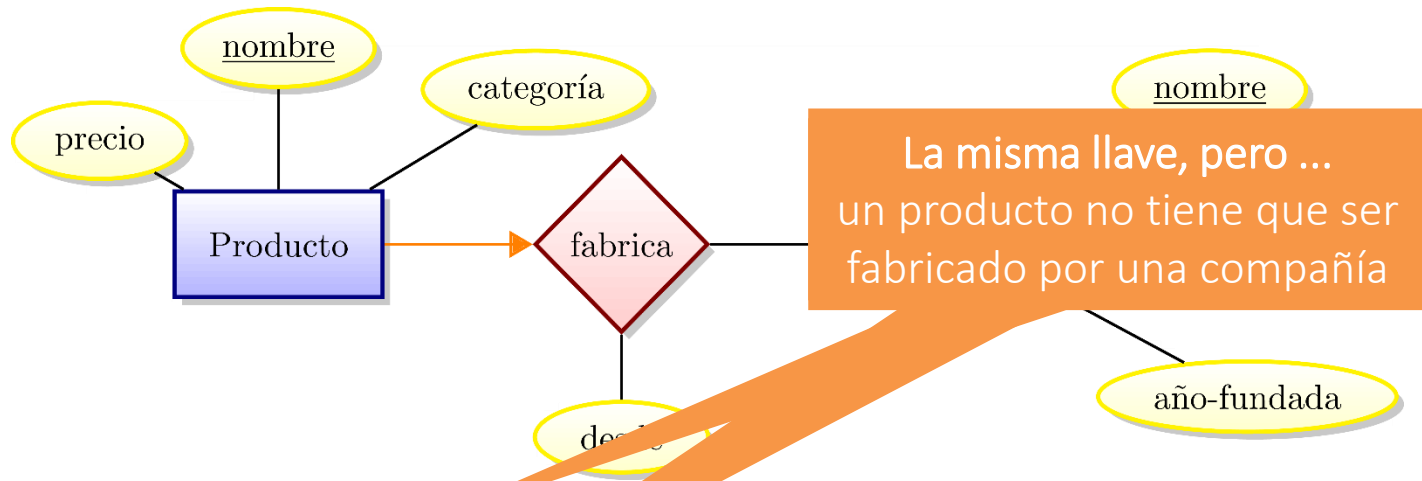 nombre
categoría
nombre
precio
La misma llave, pero ...
un producto no tiene que ser
fabricado por una compañía
Producto
fabrica
año-fundada